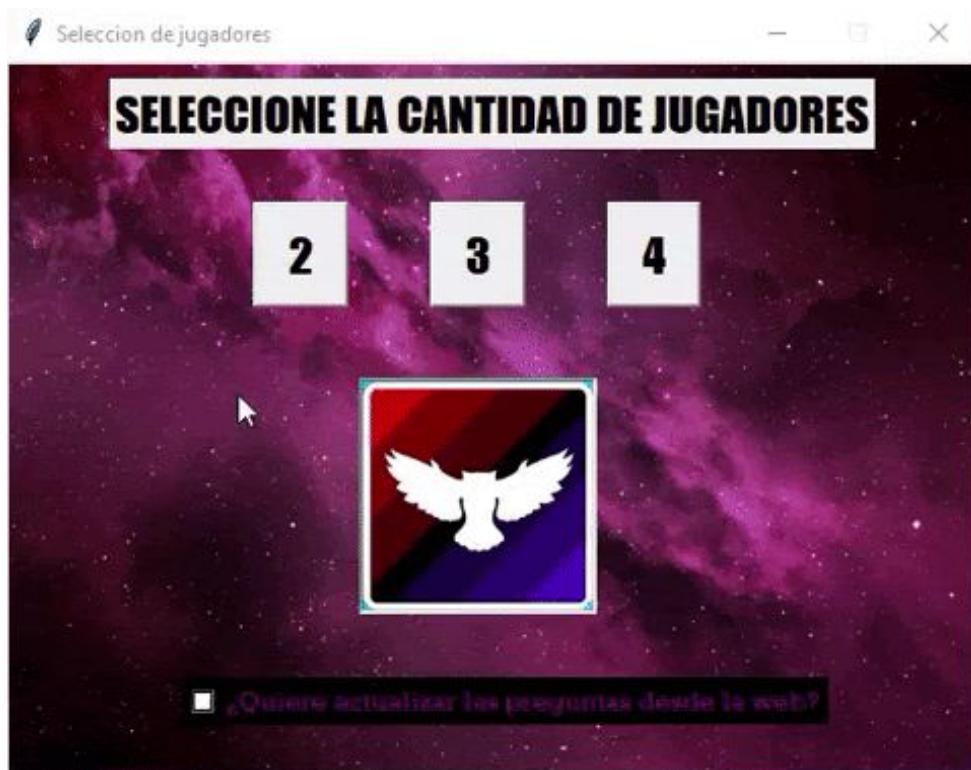 Seleccion de jugadores
SELECCIONE LA CANTIDAD DE JUGADORES
2 3 4
¿Quiere actualizar las preguntas desde la web?